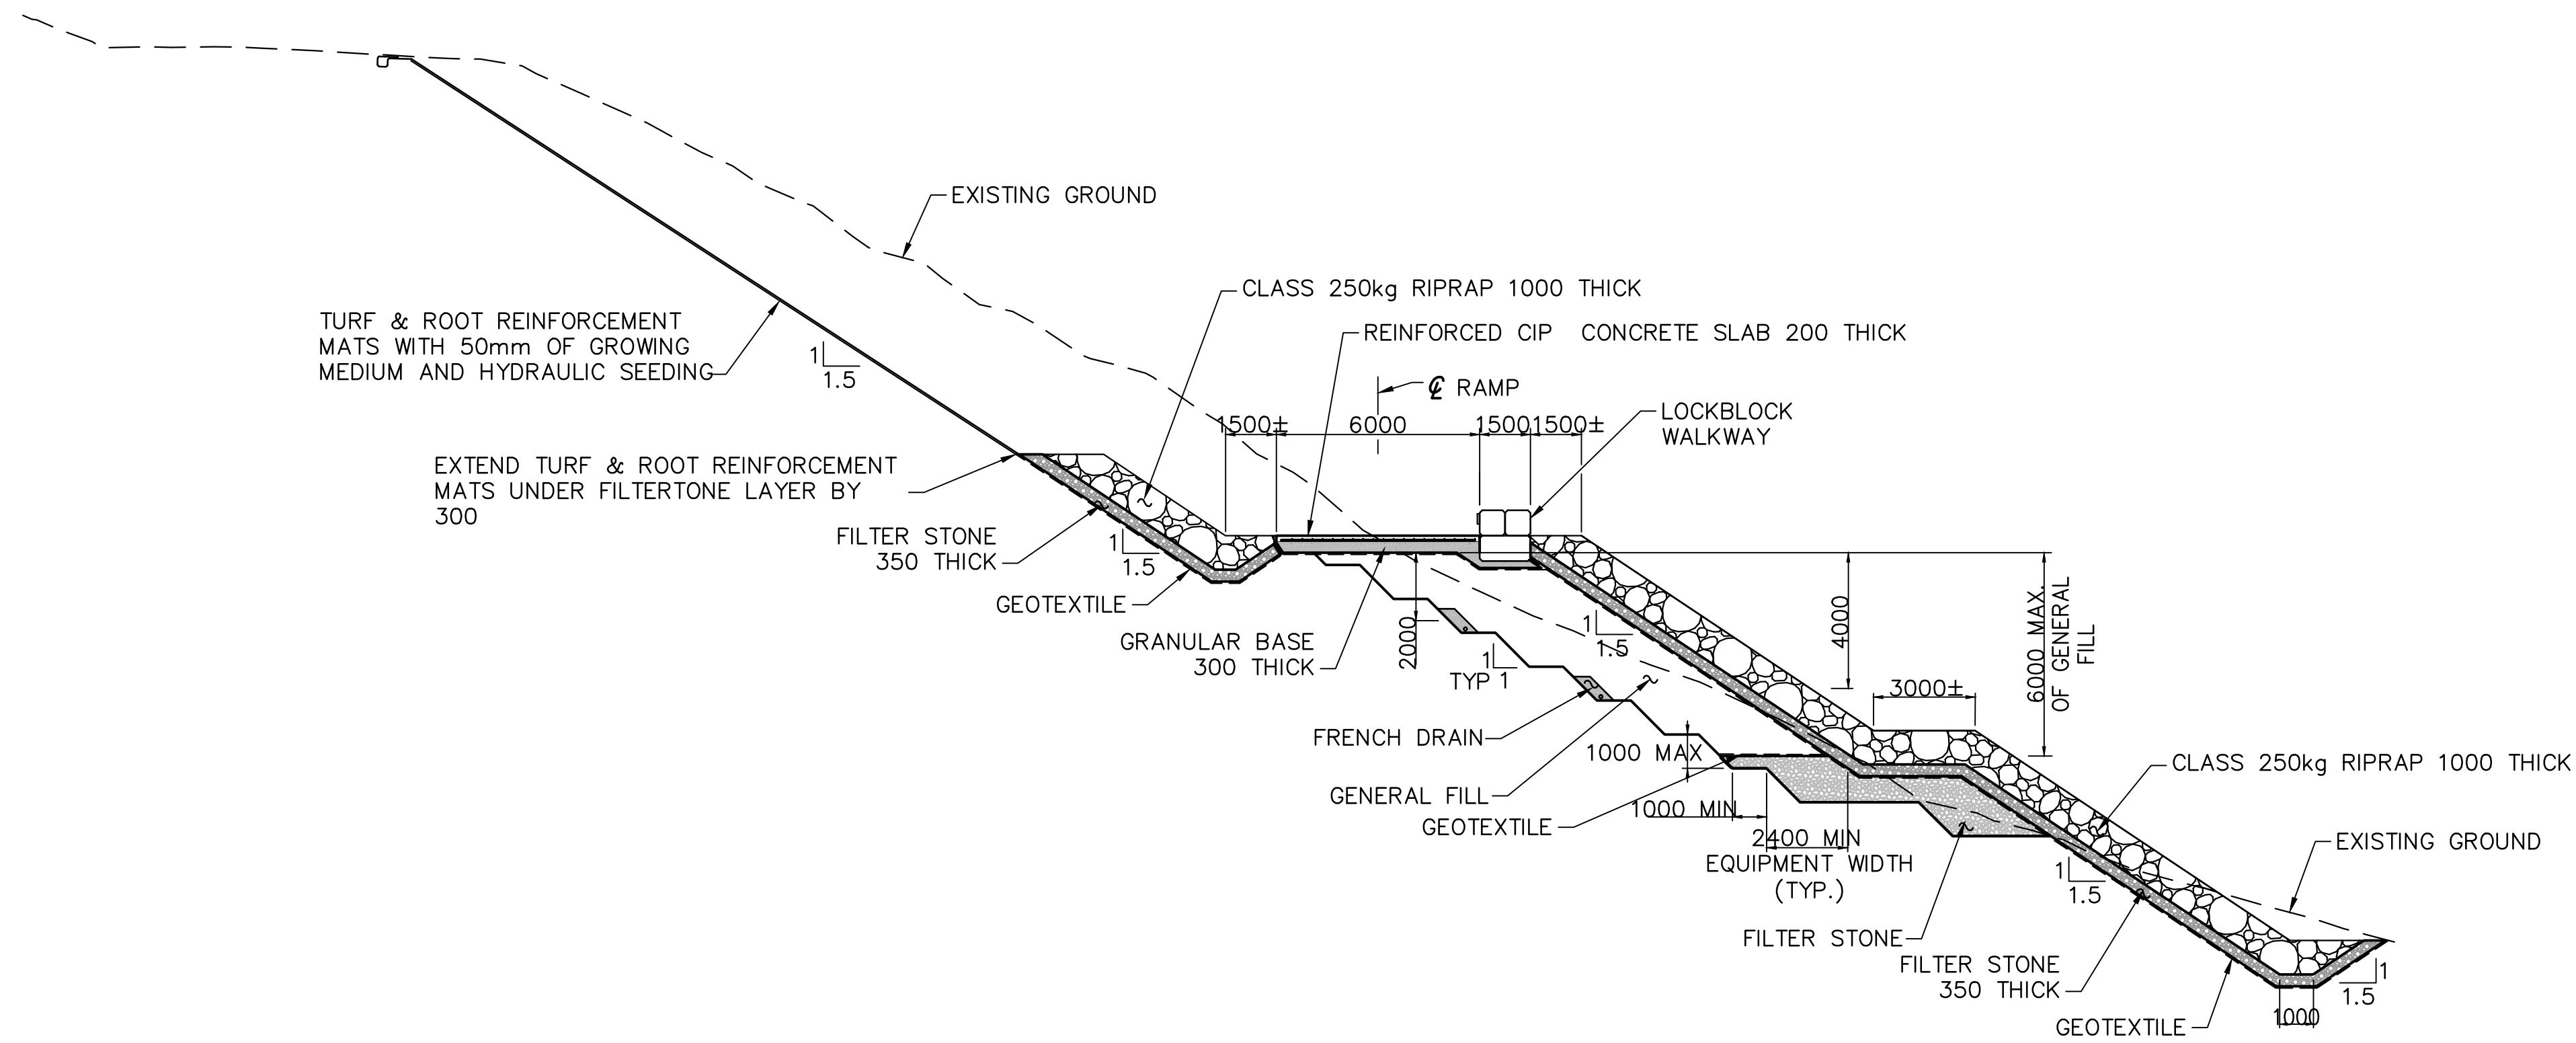 EXISTING GROUND
CLASS 250kg RIPRAP 1000 THICK
TURF & ROOT REINFORCEMENT
MATS WITH 50mm OF GROWING
MEDIUM AND HYDRAULIC SEEDING
REINFORCED CIP CONCRETE SLAB 200 THICK
1
1.5
℄ RAMP
LOCKBLOCK
WALKWAY
1500±
6000
1500
1500±
EXTEND TURF & ROOT REINFORCEMENT
MATS UNDER FILTERTONE LAYER BY
300
FILTER STONE
350 THICK
1
1.5
GEOTEXTILE
GRANULAR BASE
300 THICK
2000
1
TYP 1
1
1.5
4000
6000 MAX.
OF GENERAL
FILL
3000±
FRENCH DRAIN
1000 MAX
GENERAL FILL
GEOTEXTILE
1000 MIN
2400 MIN
EQUIPMENT WIDTH
(TYP.)
CLASS 250kg RIPRAP 1000 THICK
EXISTING GROUND
1
1.5
FILTER STONE
FILTER STONE
350 THICK
1
1.5
1000
GEOTEXTILE